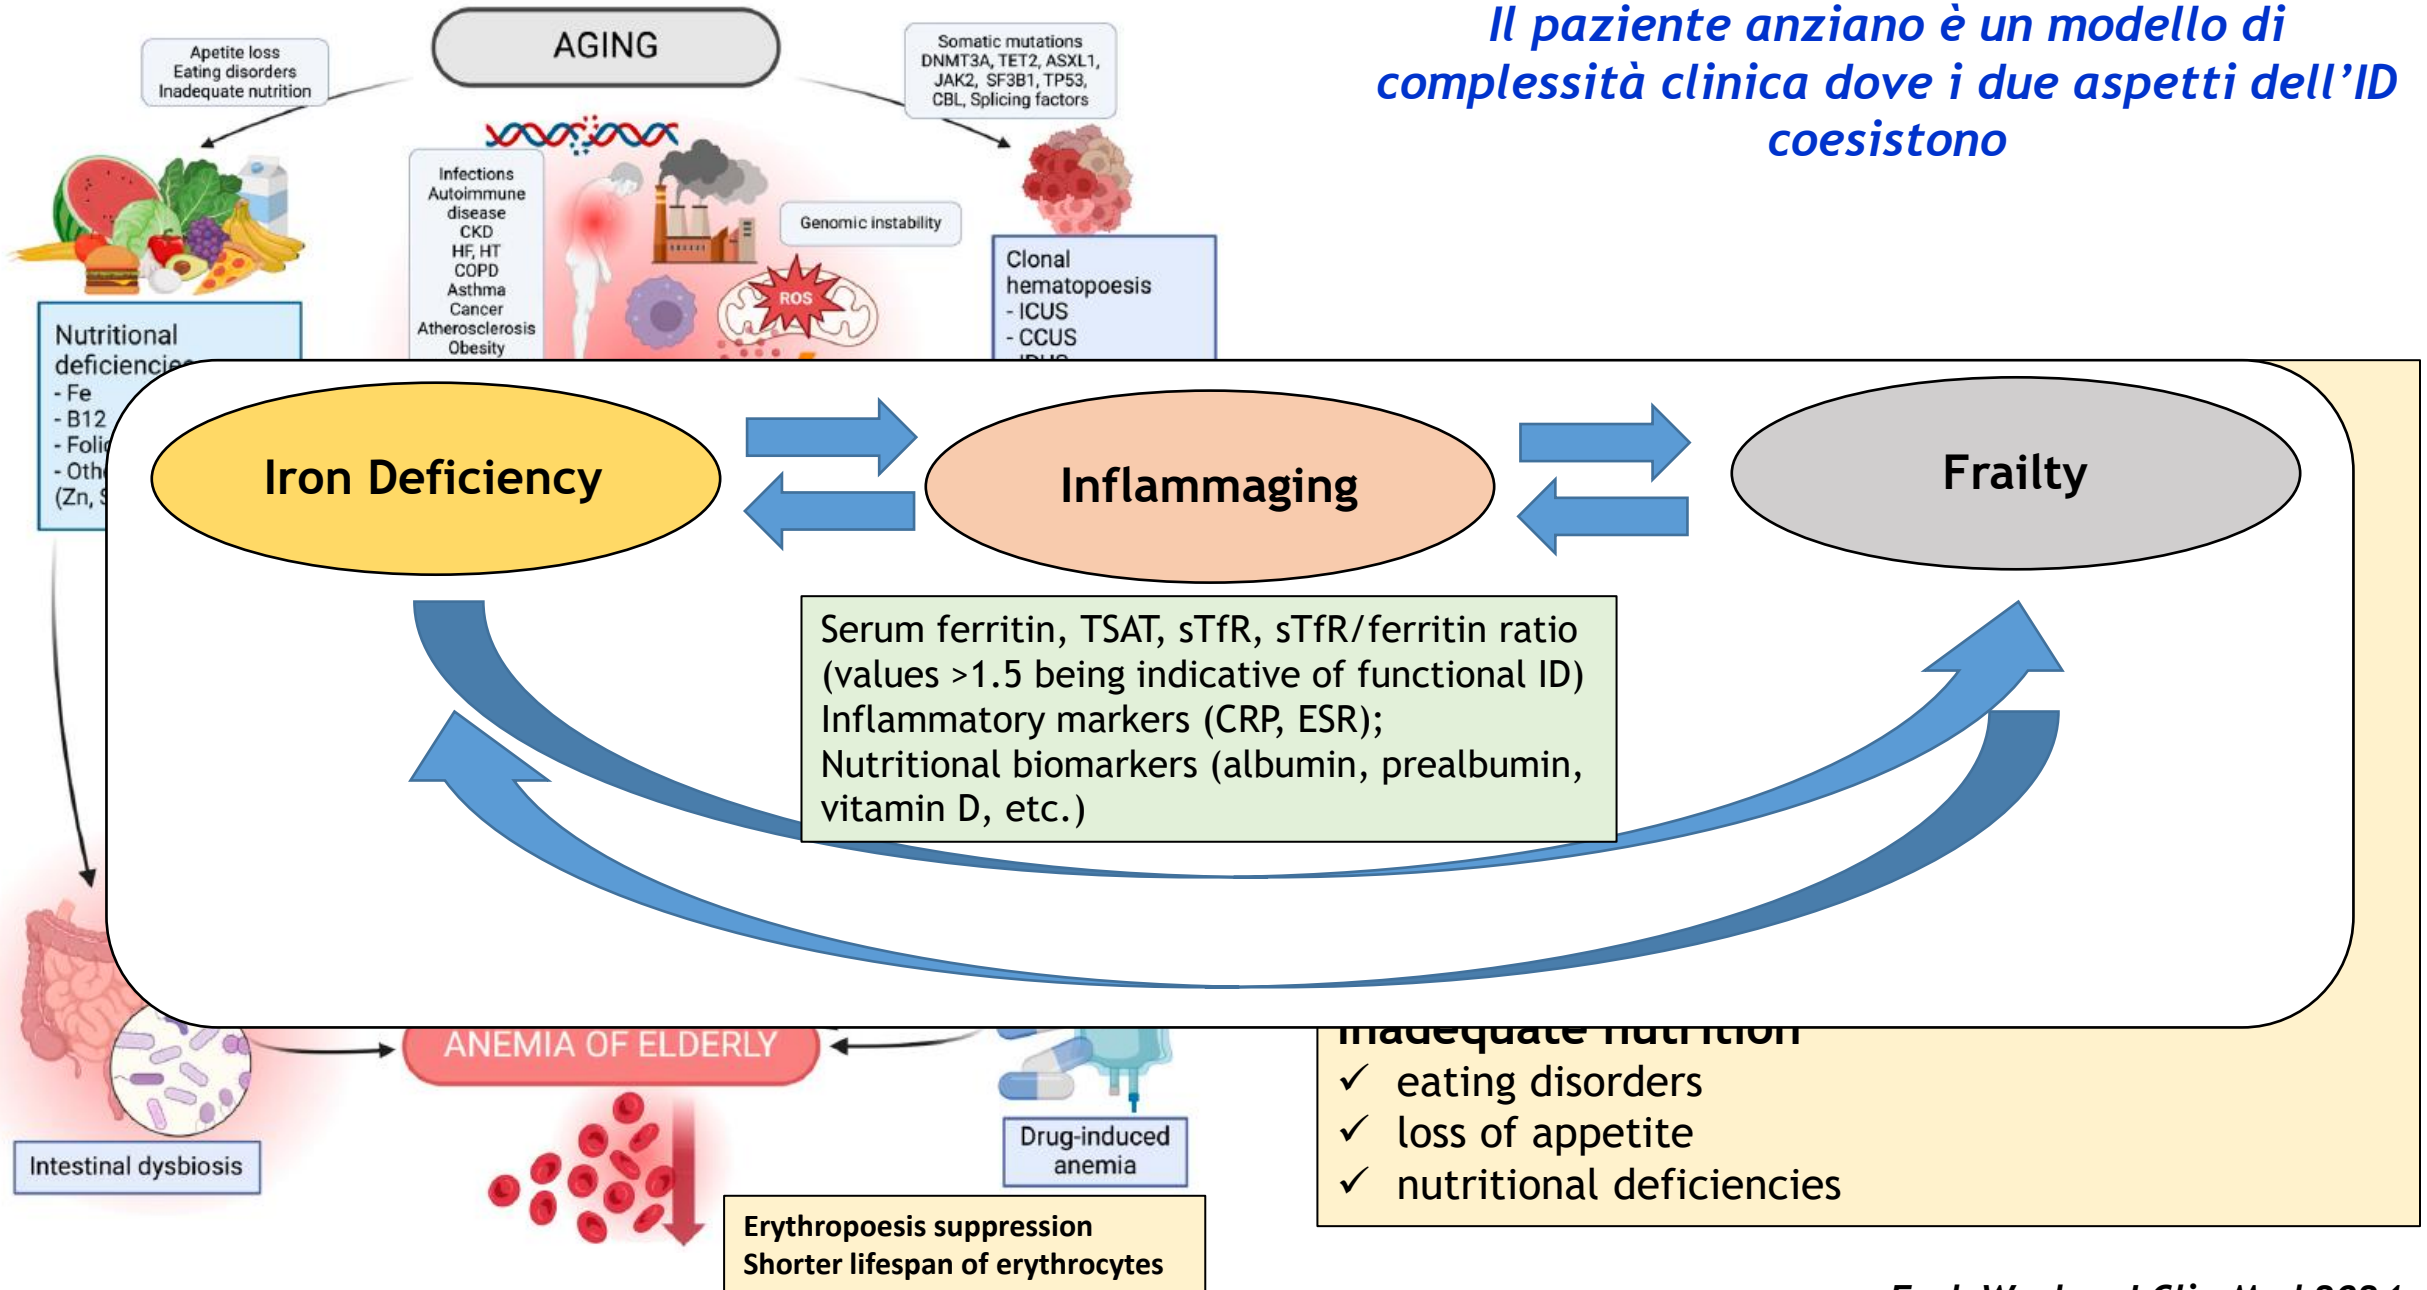 Il paziente anziano è un modello di
complessità clinica dove i due aspetti dell'ID
coesistono
AGING
Apetite loss
Eating disorders
Inadequate nutrition
Somatic mutations
DNMT3A, TET2, ASXL1,
JAK2, SF3B1, TP53,
CBL, Splicing factors
Infections
Autoimmune
disease
CKD
HF, HT
COPD
Asthma
Cancer
Atherosclerosis
Obesity
Genomic instability
ROS
Clonal
hematopoesis
- ICUS
- CCUS
Nutritional
deficiencies
- Fe
- B12
(Zn,
Iron Deficiency
Inflammaging
Frailty
Serum ferritin, TSAT, sTfR, sTfR/ferritin ratio
(values >1.5 being indicative of functional ID)
Inflammatory markers (CRP, ESR);
Nutritional biomarkers (albumin, prealbumin,
vitamin D, etc.)
ANEMIA OF ELDERLY
Intestinal dysbiosis
Drug-induced
anemia
Erythropoesis suppression
Shorter lifespan of erythrocytes
inadequate nutrition
✓ eating disorders
✓ loss of appetite
✓ nutritional deficiencies